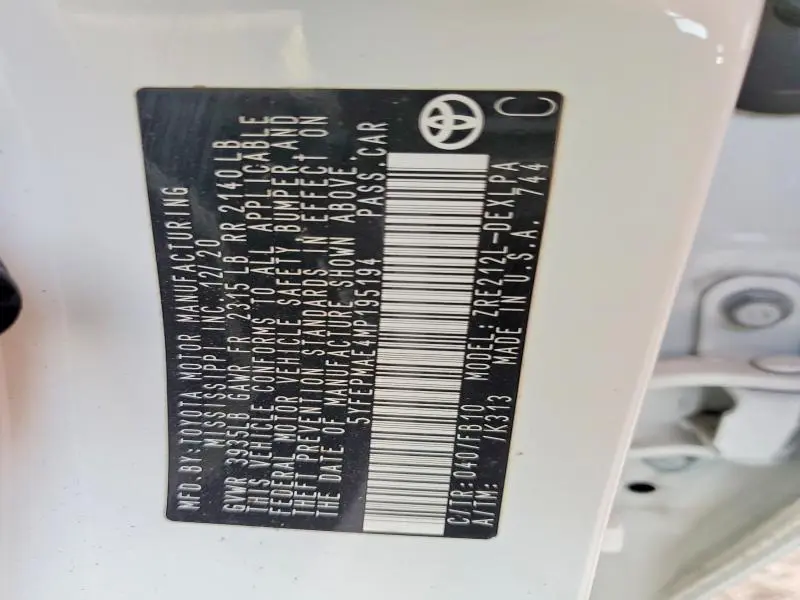 MFD. BY: TOYOTA MOTOR MANUFACTURING
MISSISSIPPI INC. 12/20
GVWR 3935LB GAWR FR 2315LB RR 2140LB
THIS VEHICLE CONFORMS TO ALL APPLICABLE
FEDERAL MOTOR VEHICLE SAFETY, BUMPER AND
THEFT PREVENTION STANDARDS IN EFFECT ON
THE DATE OF MANUFACTURE SHOWN ABOVE.
5YFEPMAE4MP195194 PASS.CAR
C/TR:040/FB10 MODEL:ZRE212L-DEXLPA
A/TM: /K313 MADE IN U.S.A. 744
C